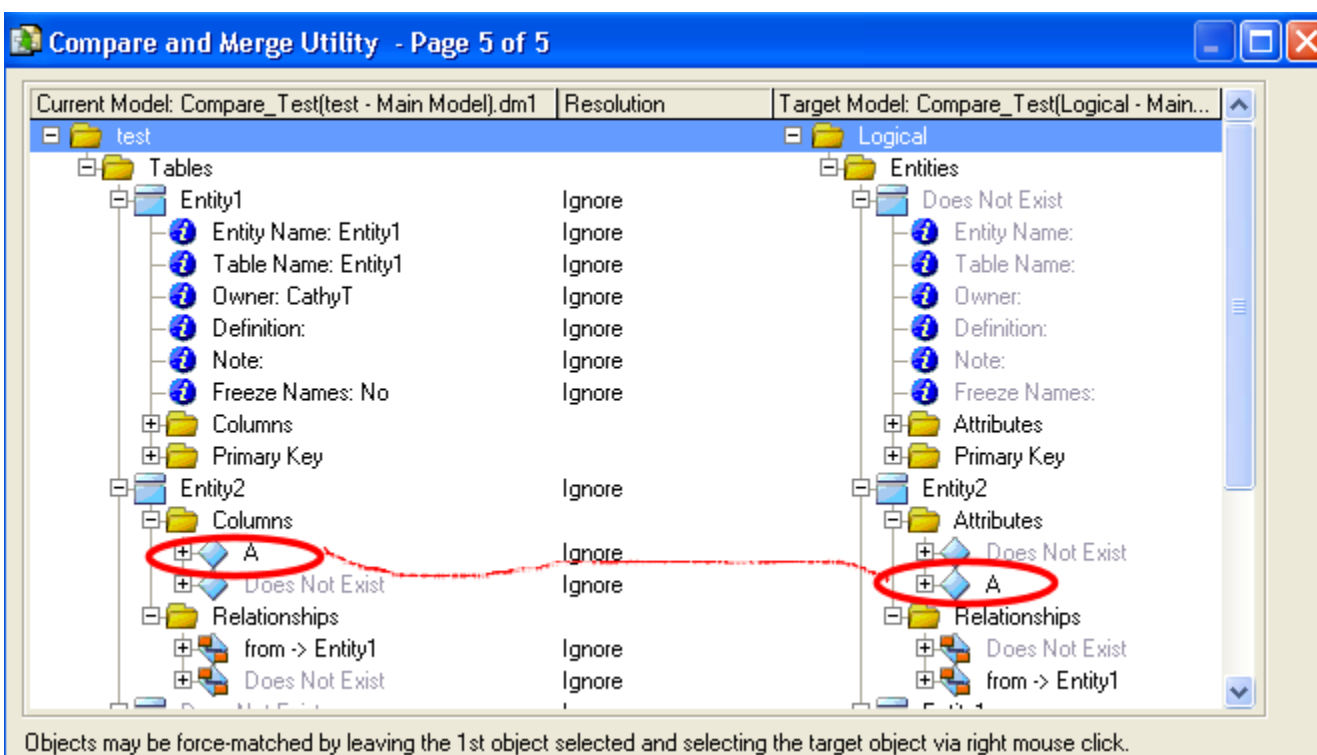 Compare and Merge Utility - Page 5 of 5
Current Model: Compare_Test(test - Main Model).dm1 Resolution Target Model: Compare_Test(Logical - Main...
test Logical
Tables Entities
Entity1 Ignore Does Not Exist
Entity Name: Entity1 Ignore Entity Name:
Table Name: Entity1 Ignore Table Name:
Owner: CathyT Ignore Owner:
Definition: Ignore Definition:
Note: Ignore Note:
Freeze Names: No Ignore Freeze Names:
Columns Attributes
Primary Key Primary Key
Entity2 Ignore Entity2
Columns Attributes
A Ignore Does Not Exist
Does Not Exist Ignore A
Relationships Relationships
from -> Entity1 Ignore Does Not Exist
Does Not Exist Ignore from -> Entity1
Objects may be force-matched by leaving the 1st object selected and selecting the target object via right mouse click.